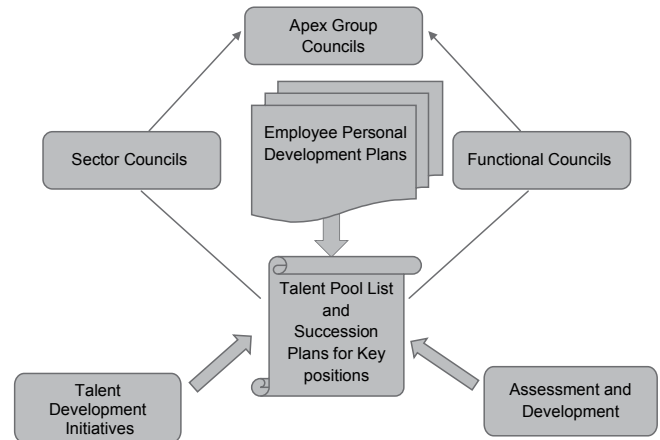 Apex Group
Councils
Employee Personal
Development Plans
Sector Councils
Functional Councils
Talent Pool List
and
Succession
Plans for Key
positions
Talent
Development
Initiatives
Assessment and
Development